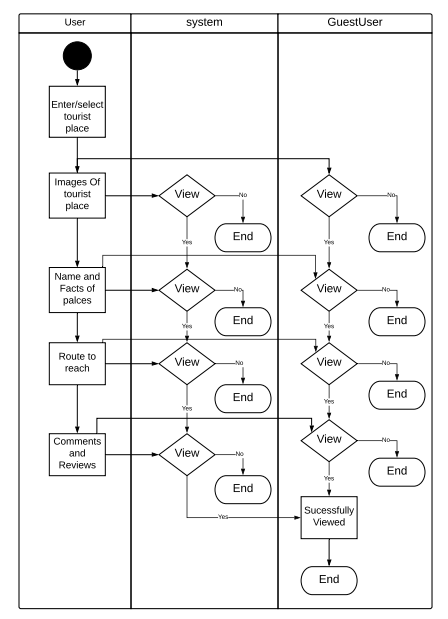 User
system
GuestUser
Enter/select
tourist
place
Images Of
tourist
place
View
No
End
Yes
View
No
End
Yes
Name and
Facts of
palces
View
No
End
Yes
View
No
End
Yes
Route to
reach
View
No
End
Yes
View
No
End
Yes
Comments
and
Reviews
View
No
End
Yes
View
No
End
Yes
Sucessfully
Viewed
End